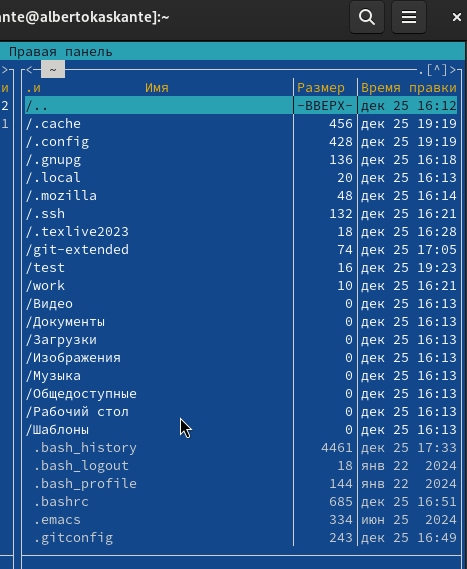 nte@albertokaskante]:~
Правая панель
>┐┌<─ ~ ─.[^]>┐
и .и Имя Размер Время правки
2 /.. -ВВЕРХ- дек 25 16:12
1 /.cache 456 дек 25 19:19
/.config 428 дек 25 19:19
/.gnupg 136 дек 25 16:18
/.local 20 дек 25 16:13
/.mozilla 48 дек 25 16:14
/.ssh 132 дек 25 16:21
/.texlive2023 18 дек 25 16:28
/git-extended 74 дек 25 17:05
/test 16 дек 25 19:23
/work 10 дек 25 16:21
/Видео 0 дек 25 16:13
/Документы 0 дек 25 16:13
/Загрузки 0 дек 25 16:13
/Изображения 0 дек 25 16:13
/Музыка 0 дек 25 16:13
/Общедоступные 0 дек 25 16:13
/Рабочий стол 0 дек 25 16:13
/Шаблоны 0 дек 25 16:13
.bash_history 4461 дек 25 17:33
.bash_logout 18 янв 22 2024
.bash_profile 144 янв 22 2024
.bashrc 685 дек 25 16:51
.emacs 334 июн 25 2024
.gitconfig 243 дек 25 16:49